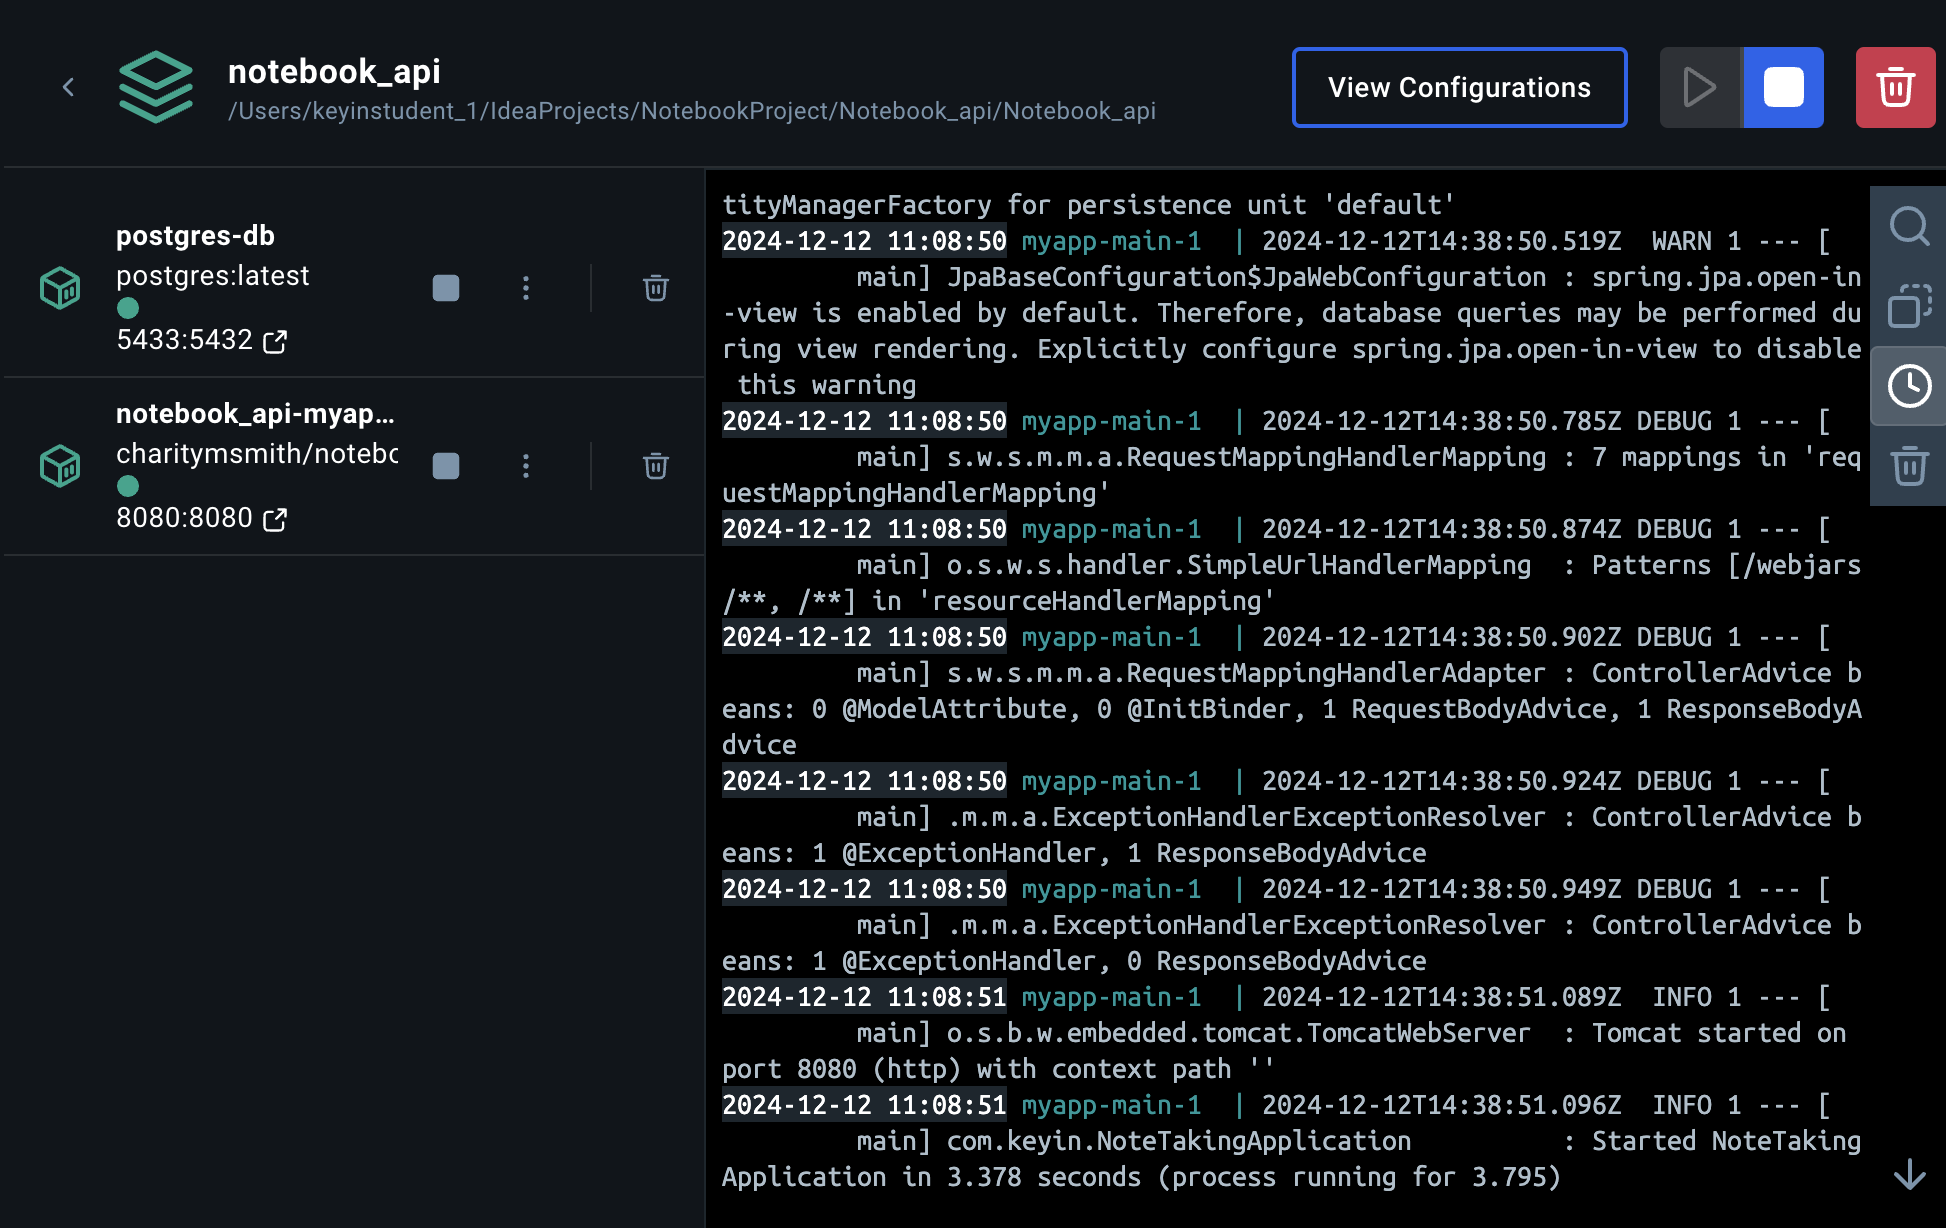 notebook_api
/Users/keyinstudent_1/IdeaProjects/NotebookProject/Notebook_api/Notebook_api
View Configurations
postgres-db
postgres:latest
5433:5432
notebook_api-myap...
charitymsmith/notebo
8080:8080
tityManagerFactory for persistence unit 'default'
2024-12-12 11:08:50 myapp-main-1  | 2024-12-12T14:38:50.519Z  WARN 1 --- [
main] JpaBaseConfiguration$JpaWebConfiguration : spring.jpa.open-in
-view is enabled by default. Therefore, database queries may be performed du
ring view rendering. Explicitly configure spring.jpa.open-in-view to disable
this warning
2024-12-12 11:08:50 myapp-main-1  | 2024-12-12T14:38:50.785Z DEBUG 1 --- [
main] s.w.s.m.m.a.RequestMappingHandlerMapping : 7 mappings in 'req
uestMappingHandlerMapping'
2024-12-12 11:08:50 myapp-main-1  | 2024-12-12T14:38:50.874Z DEBUG 1 --- [
main] o.s.w.s.handler.SimpleUrlHandlerMapping  : Patterns [/webjars
/**, /**] in 'resourceHandlerMapping'
2024-12-12 11:08:50 myapp-main-1  | 2024-12-12T14:38:50.902Z DEBUG 1 --- [
main] s.w.s.m.m.a.RequestMappingHandlerAdapter : ControllerAdvice b
eans: 0 @ModelAttribute, 0 @InitBinder, 1 RequestBodyAdvice, 1 ResponseBodyA
dvice
2024-12-12 11:08:50 myapp-main-1  | 2024-12-12T14:38:50.924Z DEBUG 1 --- [
main] .m.m.a.ExceptionHandlerExceptionResolver : ControllerAdvice b
eans: 1 @ExceptionHandler, 1 ResponseBodyAdvice
2024-12-12 11:08:50 myapp-main-1  | 2024-12-12T14:38:50.949Z DEBUG 1 --- [
main] .m.m.a.ExceptionHandlerExceptionResolver : ControllerAdvice b
eans: 1 @ExceptionHandler, 0 ResponseBodyAdvice
2024-12-12 11:08:51 myapp-main-1  | 2024-12-12T14:38:51.089Z  INFO 1 --- [
main] o.s.b.w.embedded.tomcat.TomcatWebServer  : Tomcat started on
port 8080 (http) with context path ''
2024-12-12 11:08:51 myapp-main-1  | 2024-12-12T14:38:51.096Z  INFO 1 --- [
main] com.keyin.NoteTakingApplication          : Started NoteTaking
Application in 3.378 seconds (process running for 3.795)